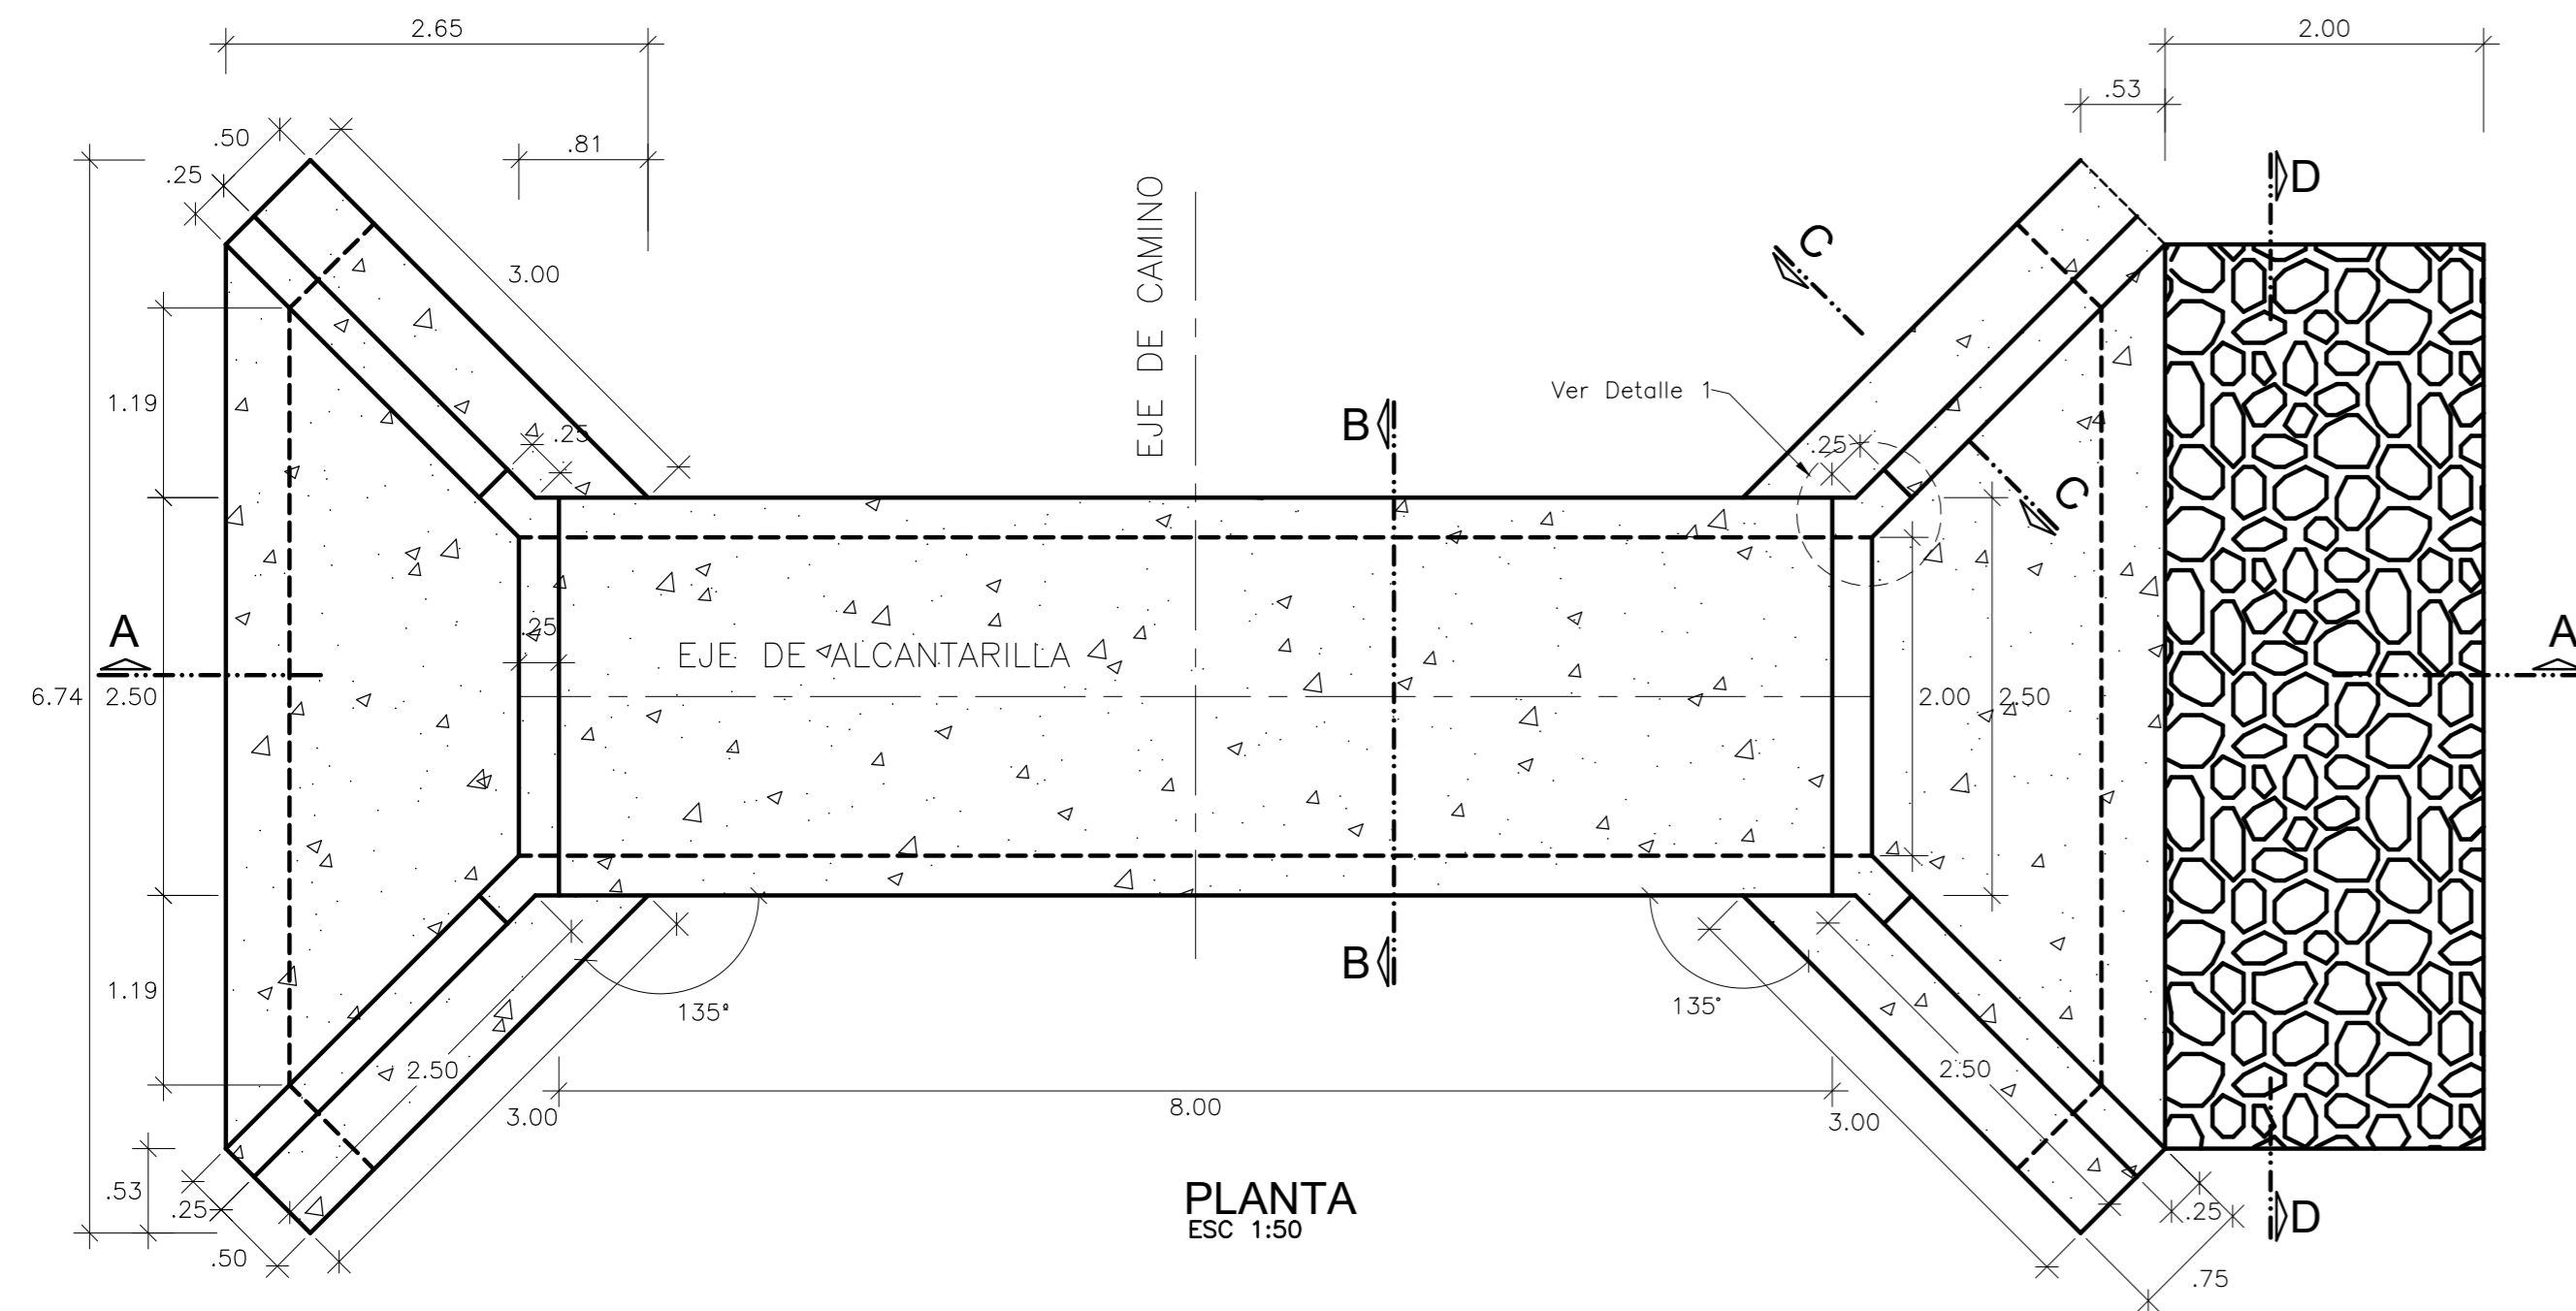 2.65
2.00
.53
.50
.81
.25
D
EJE DE CAMINO
C
3.00
Ver Detalle 1
1.19
B
.25
.25
C
A
.25
EJE DE ALCANTARILLA
A
6.74
2.50
2.00
2.50
B
1.19
135°
135°
2.50
2.50
3.00
8.00
3.00
.53
.25
PLANTA
ESC 1:50
.25
D
.50
.75